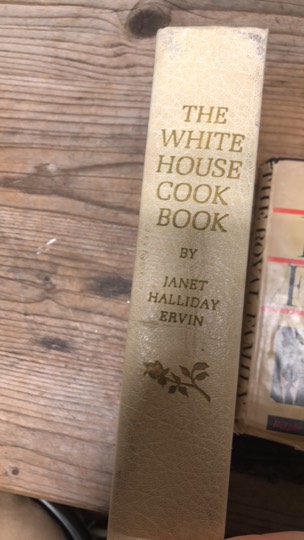 THE
WHITE
HOUSE
COOK
BOOK
BY
JANET
HALLIDAY
ERVIN